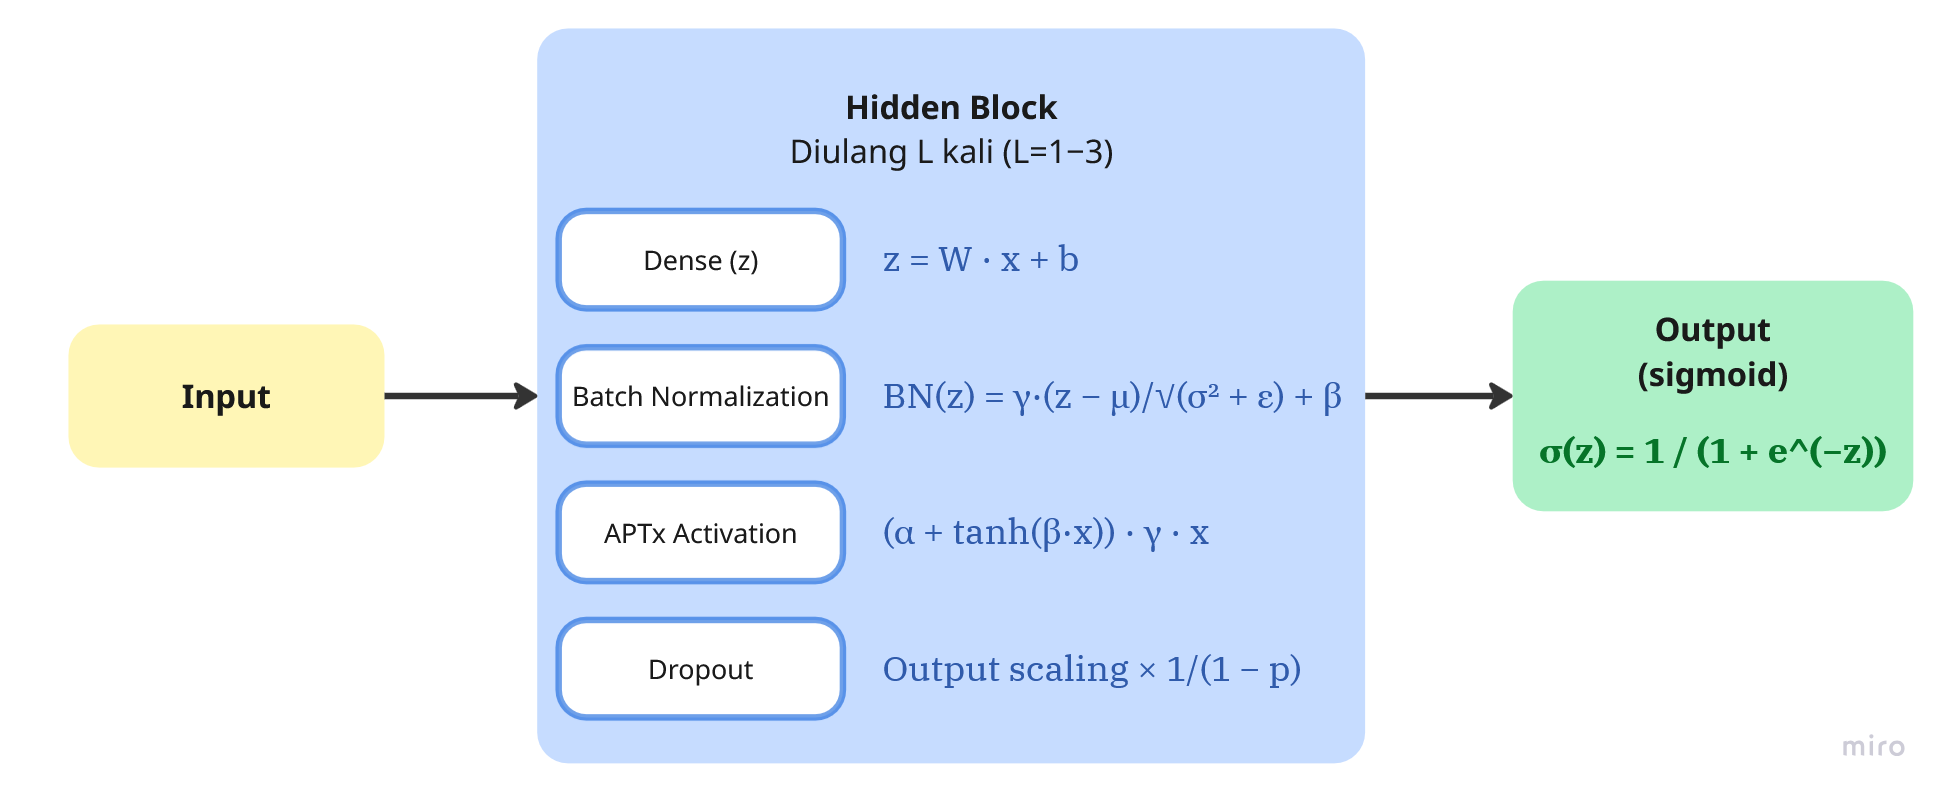 Input
Hidden Block
Diulang L kali (L=1−3)
Dense (z)
z = W · x + b
Batch Normalization
BN(z) = γ·(z − μ)/√(σ² + ε) + β
APTx Activation
(α + tanh(β·x)) · γ · x
Dropout
Output scaling × 1/(1 − p)
Output
(sigmoid)
σ(z) = 1 / (1 + e^(−z))
miro